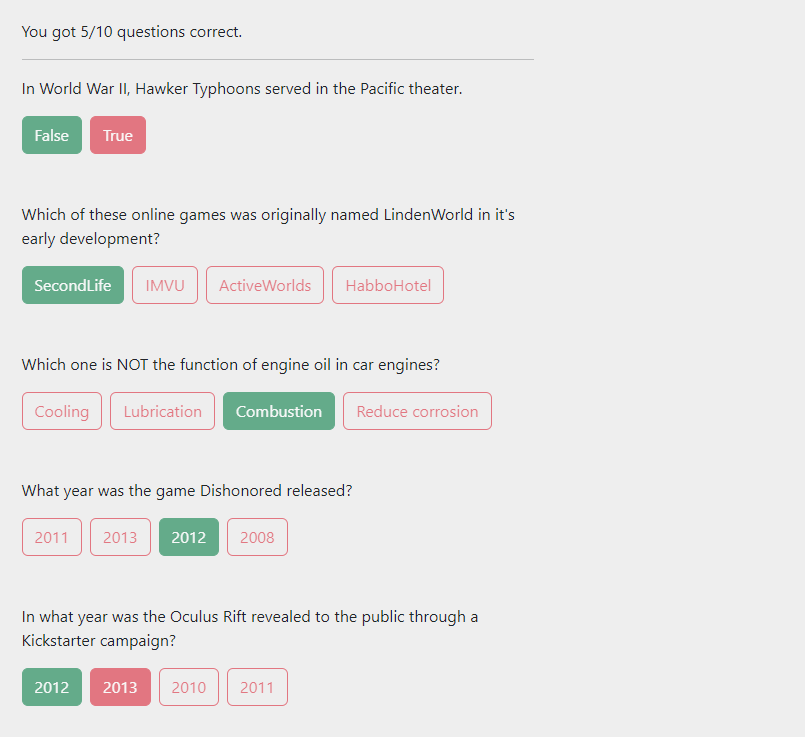 You got 5/10 questions correct.
In World War II, Hawker Typhoons served in the Pacific theater.
False True
Which of these online games was originally named LindenWorld in it's
early development?
SecondLife IMVU ActiveWorlds HabboHotel
Which one is NOT the function of engine oil in car engines?
Cooling Lubrication Combustion Reduce corrosion
What year was the game Dishonored released?
2011 2013 2012 2008
In what year was the Oculus Rift revealed to the public through a
Kickstarter campaign?
2012 2013 2010 2011